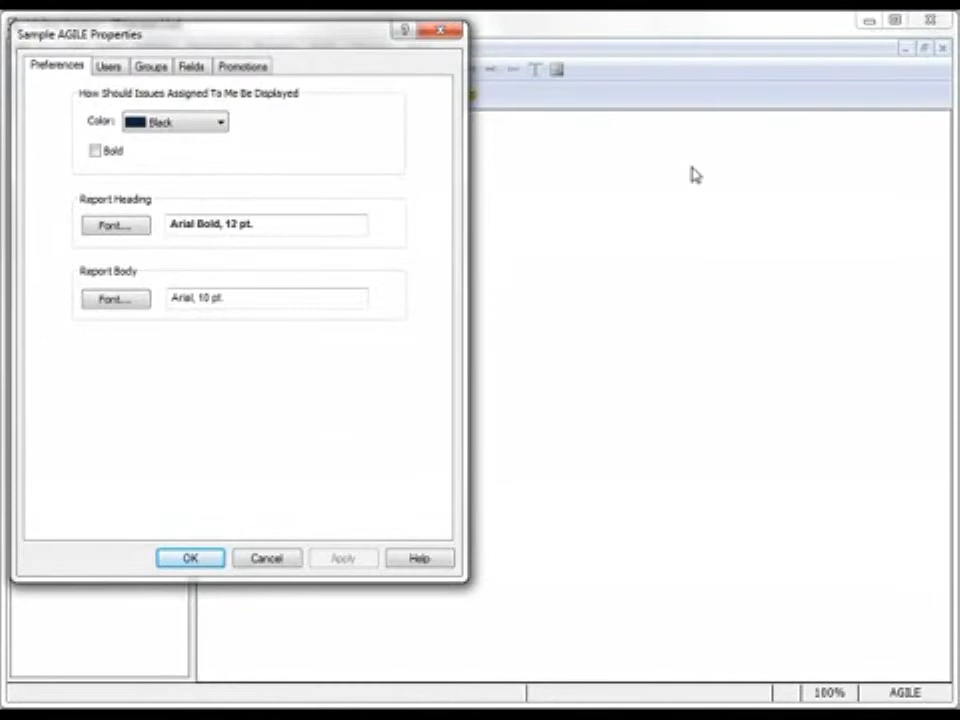 Sample AGILE Properties
Preferences Users Groups Fields Promotions
How Should Issues Assigned To Me Be Displayed
Color: Black
Bold
Report Heading
Font... Arial Bold, 12 pt.
Report Body
Font... Arial, 10 pt.
OK Cancel Apply Help
100% AGILE